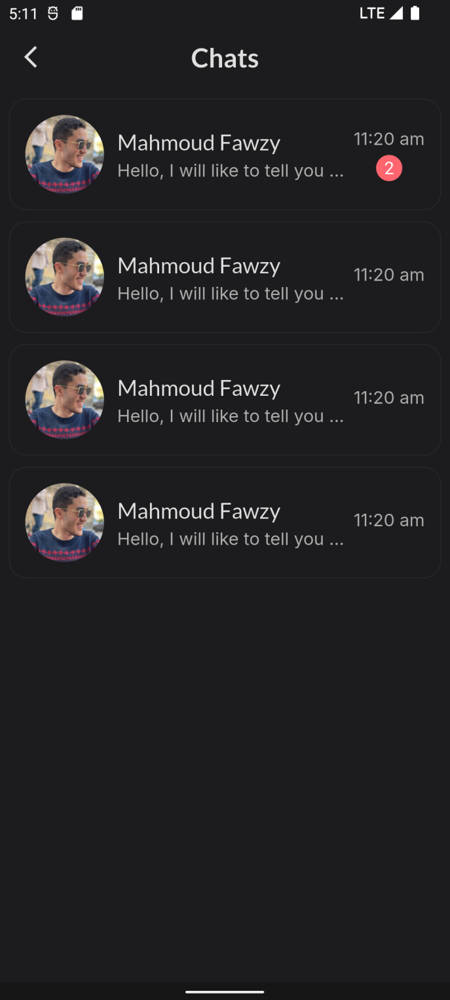 5:11 LTE
Chats
Mahmoud Fawzy 11:20 am
Hello, I will like to tell you ... 2
Mahmoud Fawzy 11:20 am
Hello, I will like to tell you ...
Mahmoud Fawzy 11:20 am
Hello, I will like to tell you ...
Mahmoud Fawzy 11:20 am
Hello, I will like to tell you ...